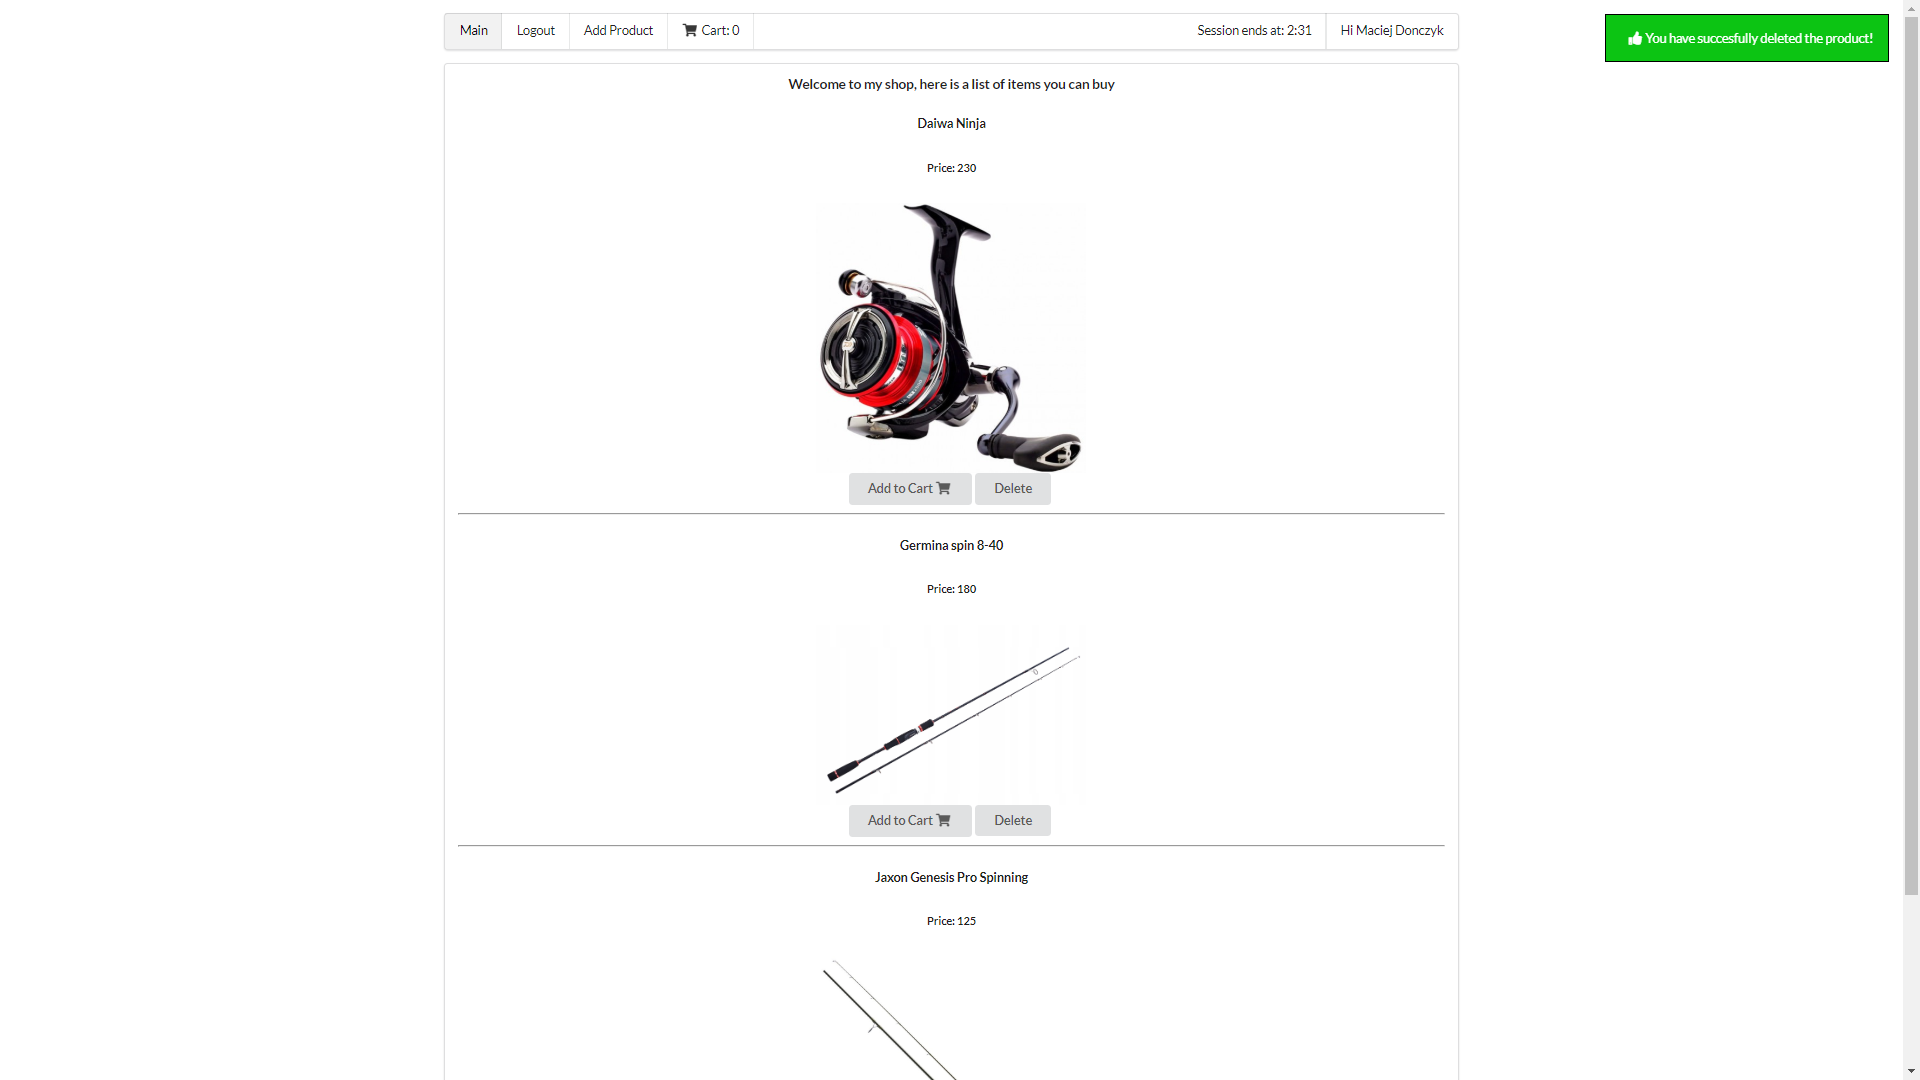 Main
Logout
Add Product
Cart: 0
Session ends at: 2:31
Hi Maciej Donczyk
You have succesfully deleted the product!
Welcome to my shop, here is a list of items you can buy
Daiwa Ninja
Price: 230
Add to Cart
Delete
Germina spin 8-40
Price: 180
Add to Cart
Delete
Jaxon Genesis Pro Spinning
Price: 125